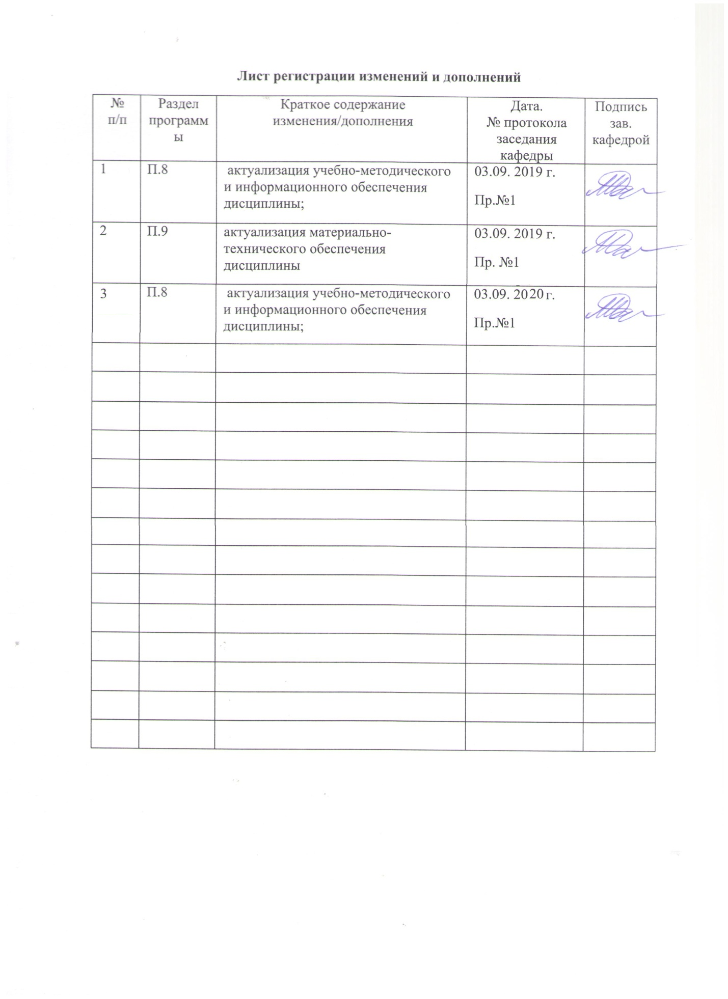 Лист регистрации изменений и дополнений
№
п/п
Раздел
программ
ы
Краткое содержание
изменения/дополнения
Дата.
№ протокола
заседания
кафедры
Подпись
зав.
кафедрой
1
П.8
актуализация учебно-методического
и информационного обеспечения
дисциплины;
03.09. 2019 г.
Пр.№1
2
П.9
актуализация материально-
технического обеспечения
дисциплины
03.09. 2019 г.
Пр. №1
3
П.8
актуализация учебно-методического
и информационного обеспечения
дисциплины;
03.09. 2020 г.
Пр.№1